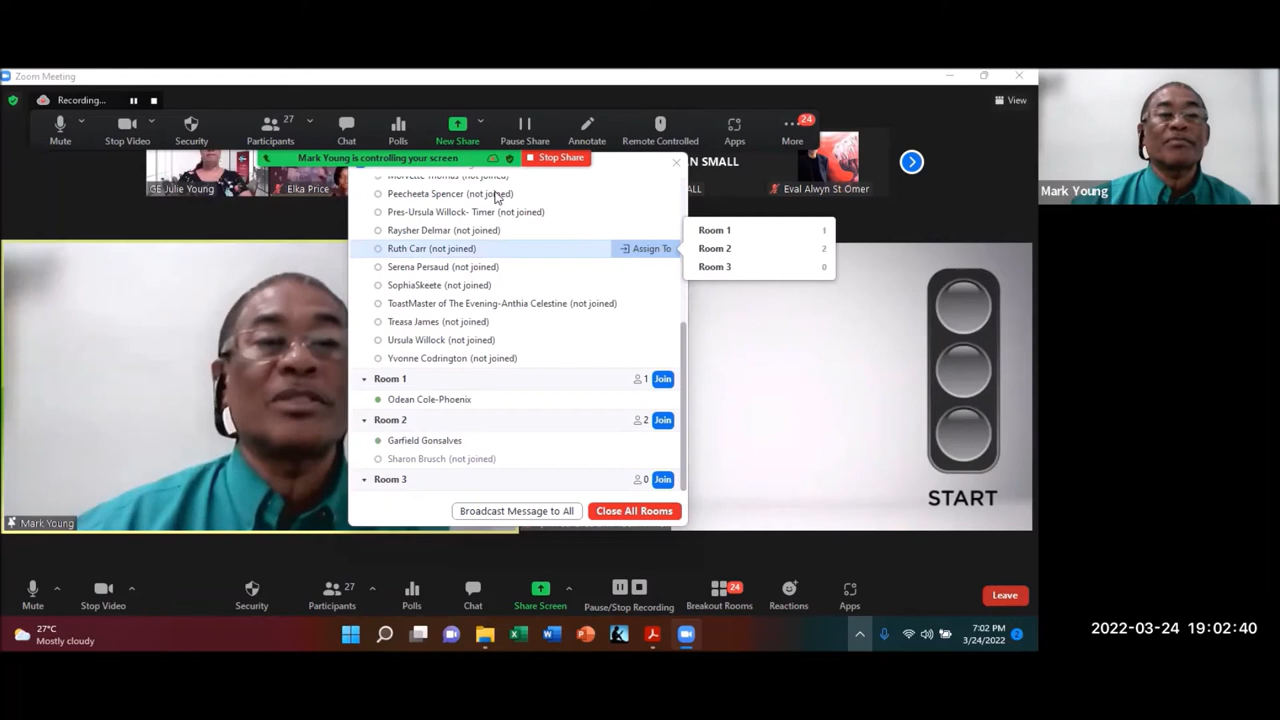 Zoom Meeting
Recording...
View
27
24
Mute
Stop Video
Security
Participants
Chat
Polls
New Share
Pause Share
Annotate
Remote Controlled
Apps
More
Mark Young is controlling your screen
Stop Share
GE Julie Young
Elka Price
EN SMALL
ALL
Eval Alwyn St Omer
Mark Young
Morvette Thomas (not joined)
Peecheeta Spencer (not joined)
Pres-Ursula Willock- Timer (not joined)
Raysher Delmar (not joined)
Ruth Carr (not joined)
Assign To
Serena Persaud (not joined)
SophiaSkeete (not joined)
ToastMaster of The Evening-Anthia Celestine (not joined)
Treasa James (not joined)
Ursula Willock (not joined)
Yvonne Codrington (not joined)
Room 1 1 Join
Odean Cole-Phoenix
Room 2 2 Join
Garfield Gonsalves
Sharon Brusch (not joined)
Room 3 0 Join
Broadcast Message to All
Close All Rooms
Room 1 1
Room 2 2
Room 3 0
START
Mark Young
27
24
Mute
Stop Video
Security
Participants
Polls
Chat
Share Screen
Pause/Stop Recording
Breakout Rooms
Reactions
Apps
Leave
27°C
Mostly cloudy
7:02 PM
3/24/2022
2
2022-03-24 19:02:40